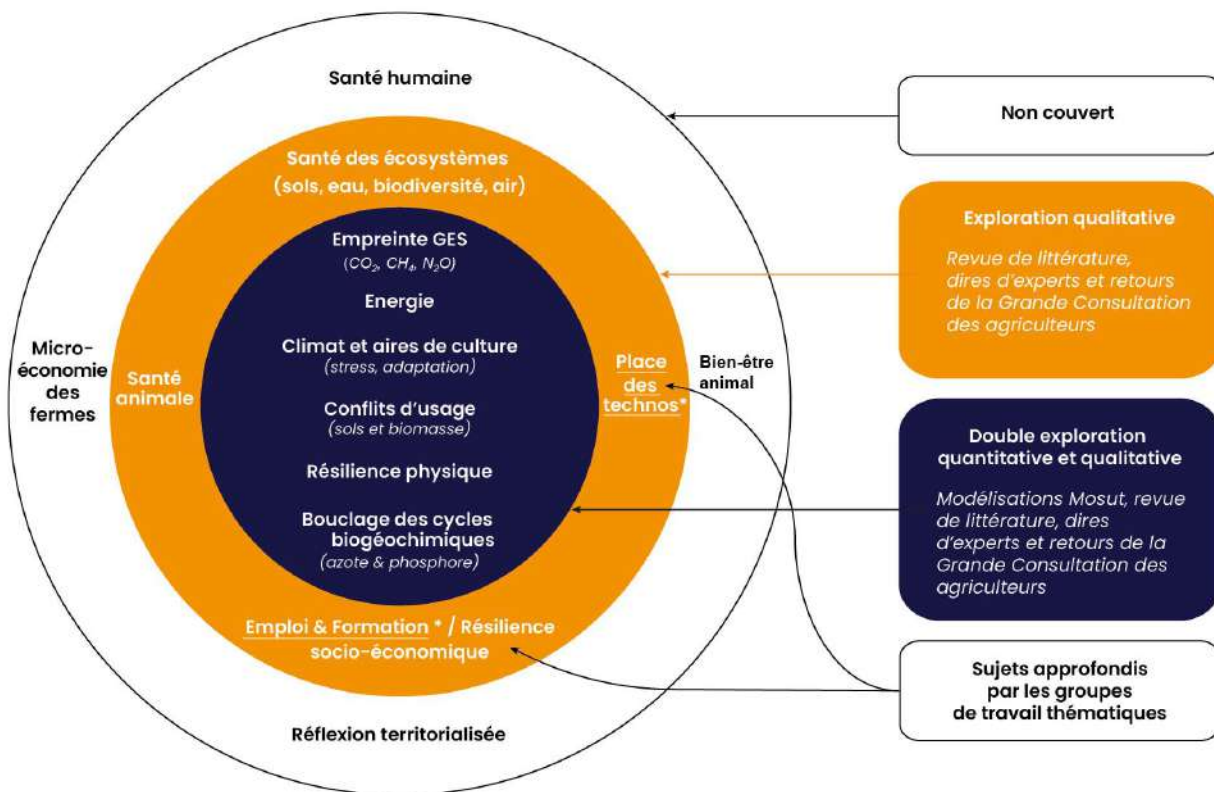 Santé humaine
Santé des écosystèmes
(sols, eau, biodiversité, air)
Empreinte GES
(CO₂, CH₄, N₂O)
Energie
Climat et aires de culture
(stress, adaptation)
Conflits d'usage
(sols et biomasse)
Résilience physique
Bouclage des cycles
biogéochimiques
(azote & phosphore)
Micro-
économie
des
fermes
Santé
animale
Place
des
technos*
Bien-être
animal
Emploi & Formation * / Résilience
socio-économique
Réflexion territorialisée
Non couvert
Exploration qualitative
Revue de littérature,
dires d'experts et retours
de la Grande Consultation
des agriculteurs
Double exploration
quantitative et qualitative
Modélisations Mosut, revue
de littérature, dires
d'experts et retours de la
Grande Consultation des
agriculteurs
Sujets approfondis
par les groupes
de travail thématiques